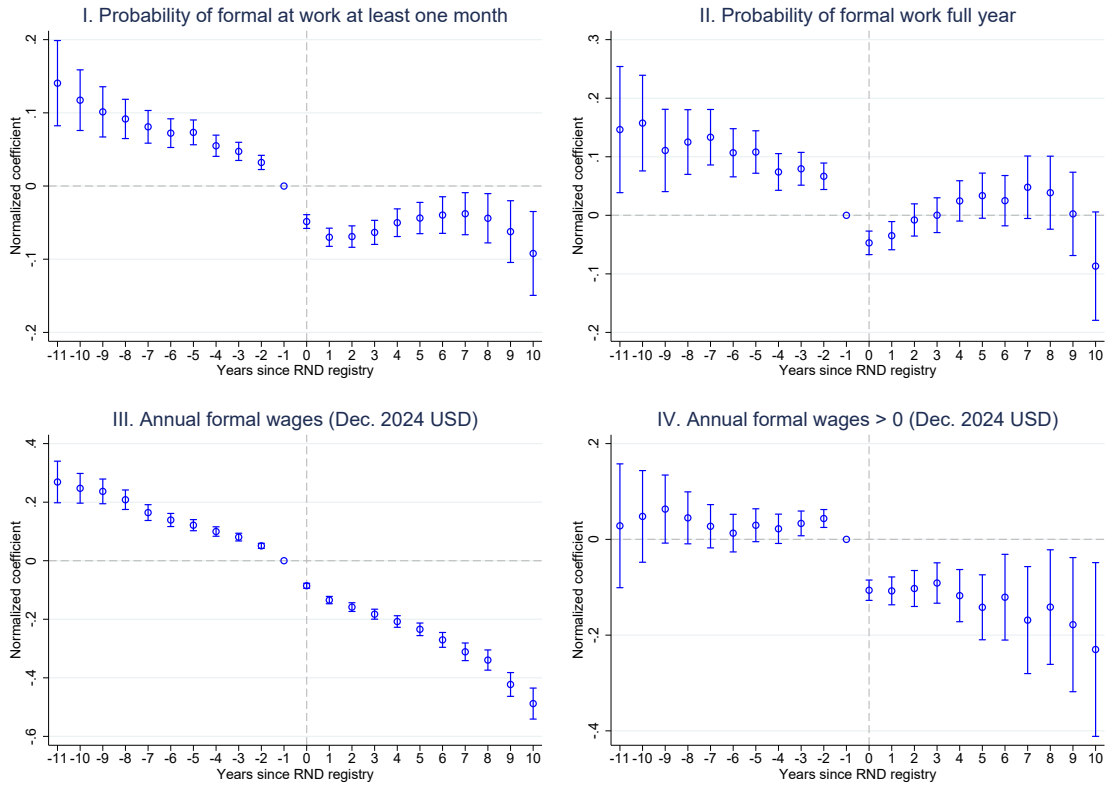 I. Probability of formal at work at least one month
Normalized coefficient
.2
.1
0
-.1
-.2
-11 -10 -9 -8 -7 -6 -5 -4 -3 -2 -1 0 1 2 3 4 5 6 7 8 9 10
Years since RND registry
II. Probability of formal work full year
Normalized coefficient
.3
.2
.1
0
-.1
-.2
-11 -10 -9 -8 -7 -6 -5 -4 -3 -2 -1 0 1 2 3 4 5 6 7 8 9 10
Years since RND registry
III. Annual formal wages (Dec. 2024 USD)
Normalized coefficient
.4
.2
0
-.2
-.4
-.6
-11 -10 -9 -8 -7 -6 -5 -4 -3 -2 -1 0 1 2 3 4 5 6 7 8 9 10
Years since RND registry
IV. Annual formal wages > 0 (Dec. 2024 USD)
Normalized coefficient
.2
0
-.2
-.4
-11 -10 -9 -8 -7 -6 -5 -4 -3 -2 -1 0 1 2 3 4 5 6 7 8 9 10
Years since RND registry